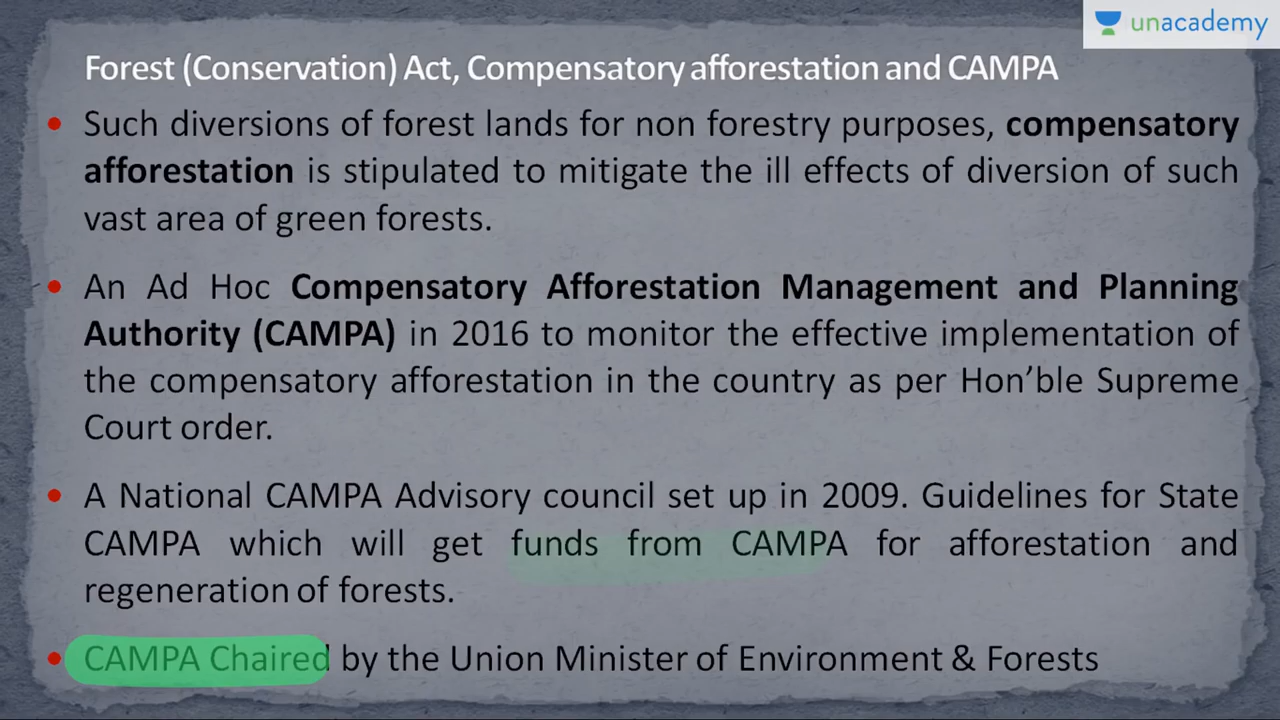 unacademy
Forest (Conservation) Act, Compensatory afforestation and CAMPA
• Such diversions of forest lands for non forestry purposes, compensatory
afforestation is stipulated to mitigate the ill effects of diversion of such
vast area of green forests.
• An Ad Hoc Compensatory Afforestation Management and Planning
Authority (CAMPA) in 2016 to monitor the effective implementation of
the compensatory afforestation in the country as per Hon’ble Supreme
Court order.
• A National CAMPA Advisory council set up in 2009. Guidelines for State
CAMPA which will get funds from CAMPA for afforestation and
regeneration of forests.
• CAMPA Chaired by the Union Minister of Environment & Forests